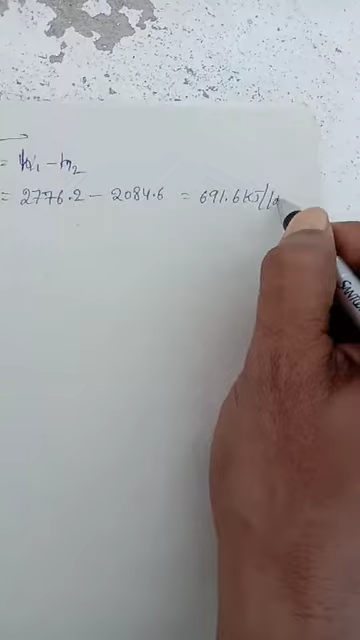 = h₁ - h₂
= 2776.2 - 2084.6 = 691.6 kJ/k